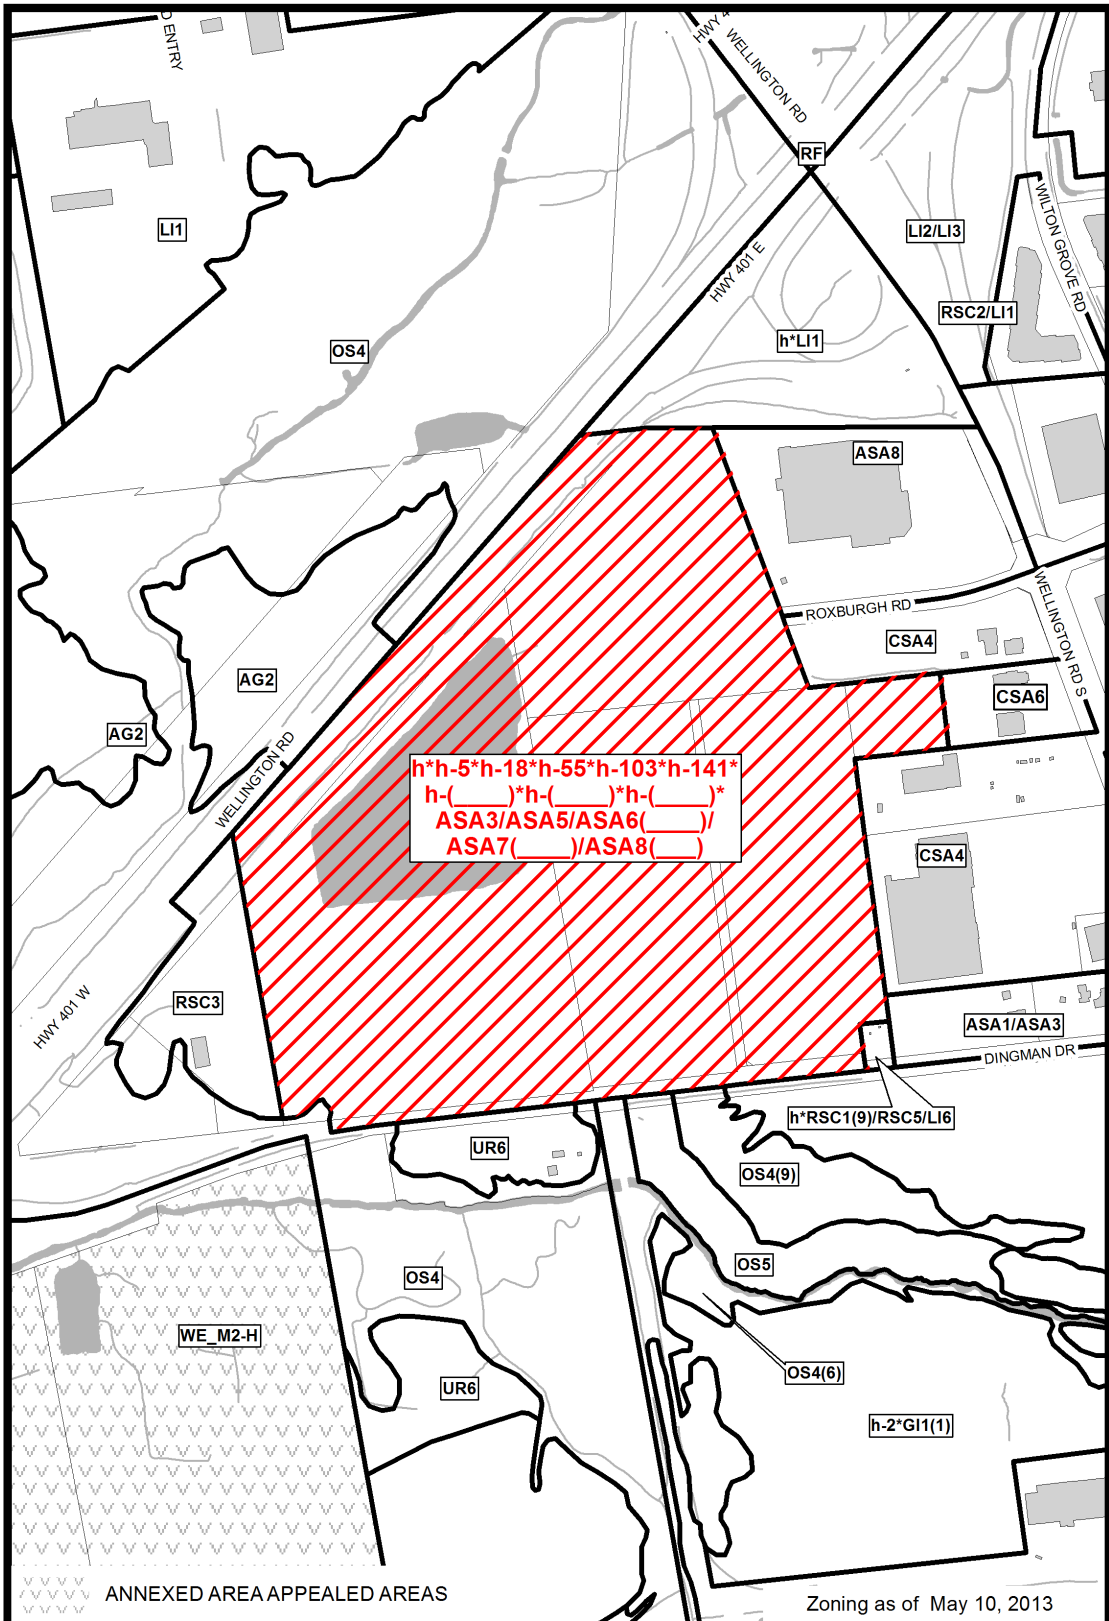 D ENTRY
HWY 4
WELLINGTON RD
RF
WILTON GROVE RD
LI1
LI2/LI3
HWY 401 E
RSC2/LI1
h*LI1
OS4
ASA8
ROXBURGH RD
WELLINGTON RD S
CSA4
AG2
CSA6
AG2
WELLINGTON RD
h*h-5*h-18*h-55*h-103*h-141*
h-(____)*h-(____)*h-(____)*
ASA3/ASA5/ASA6(____)/
ASA7(____)/ASA8(___)
CSA4
HWY 401 W
RSC3
ASA1/ASA3
DINGMAN DR
h*RSC1(9)/RSC5/LI6
UR6
OS4(9)
OS5
OS4
WE_M2-H
OS4(6)
UR6
h-2*GI1(1)
ANNEXED AREA APPEALED AREAS
Zoning as of May 10, 2013